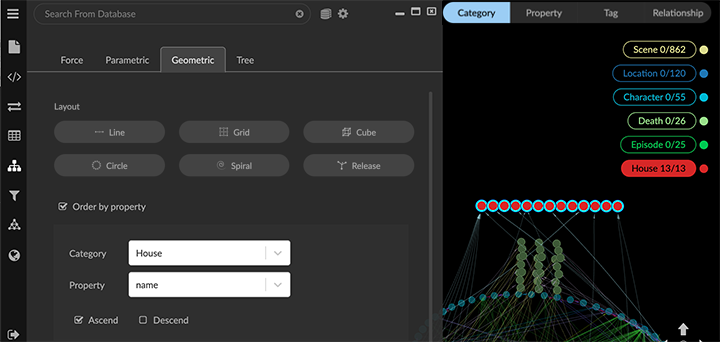 Search From Database
Force Parametric Geometric Tree
Layout
Line Grid Cube
Circle Spiral Release
Order by property
Category House
Property name
Ascend Descend
Category Property Tag Relationship
Scene 0/862
Location 0/120
Character 0/55
Death 0/26
Episode 0/25
House 13/13